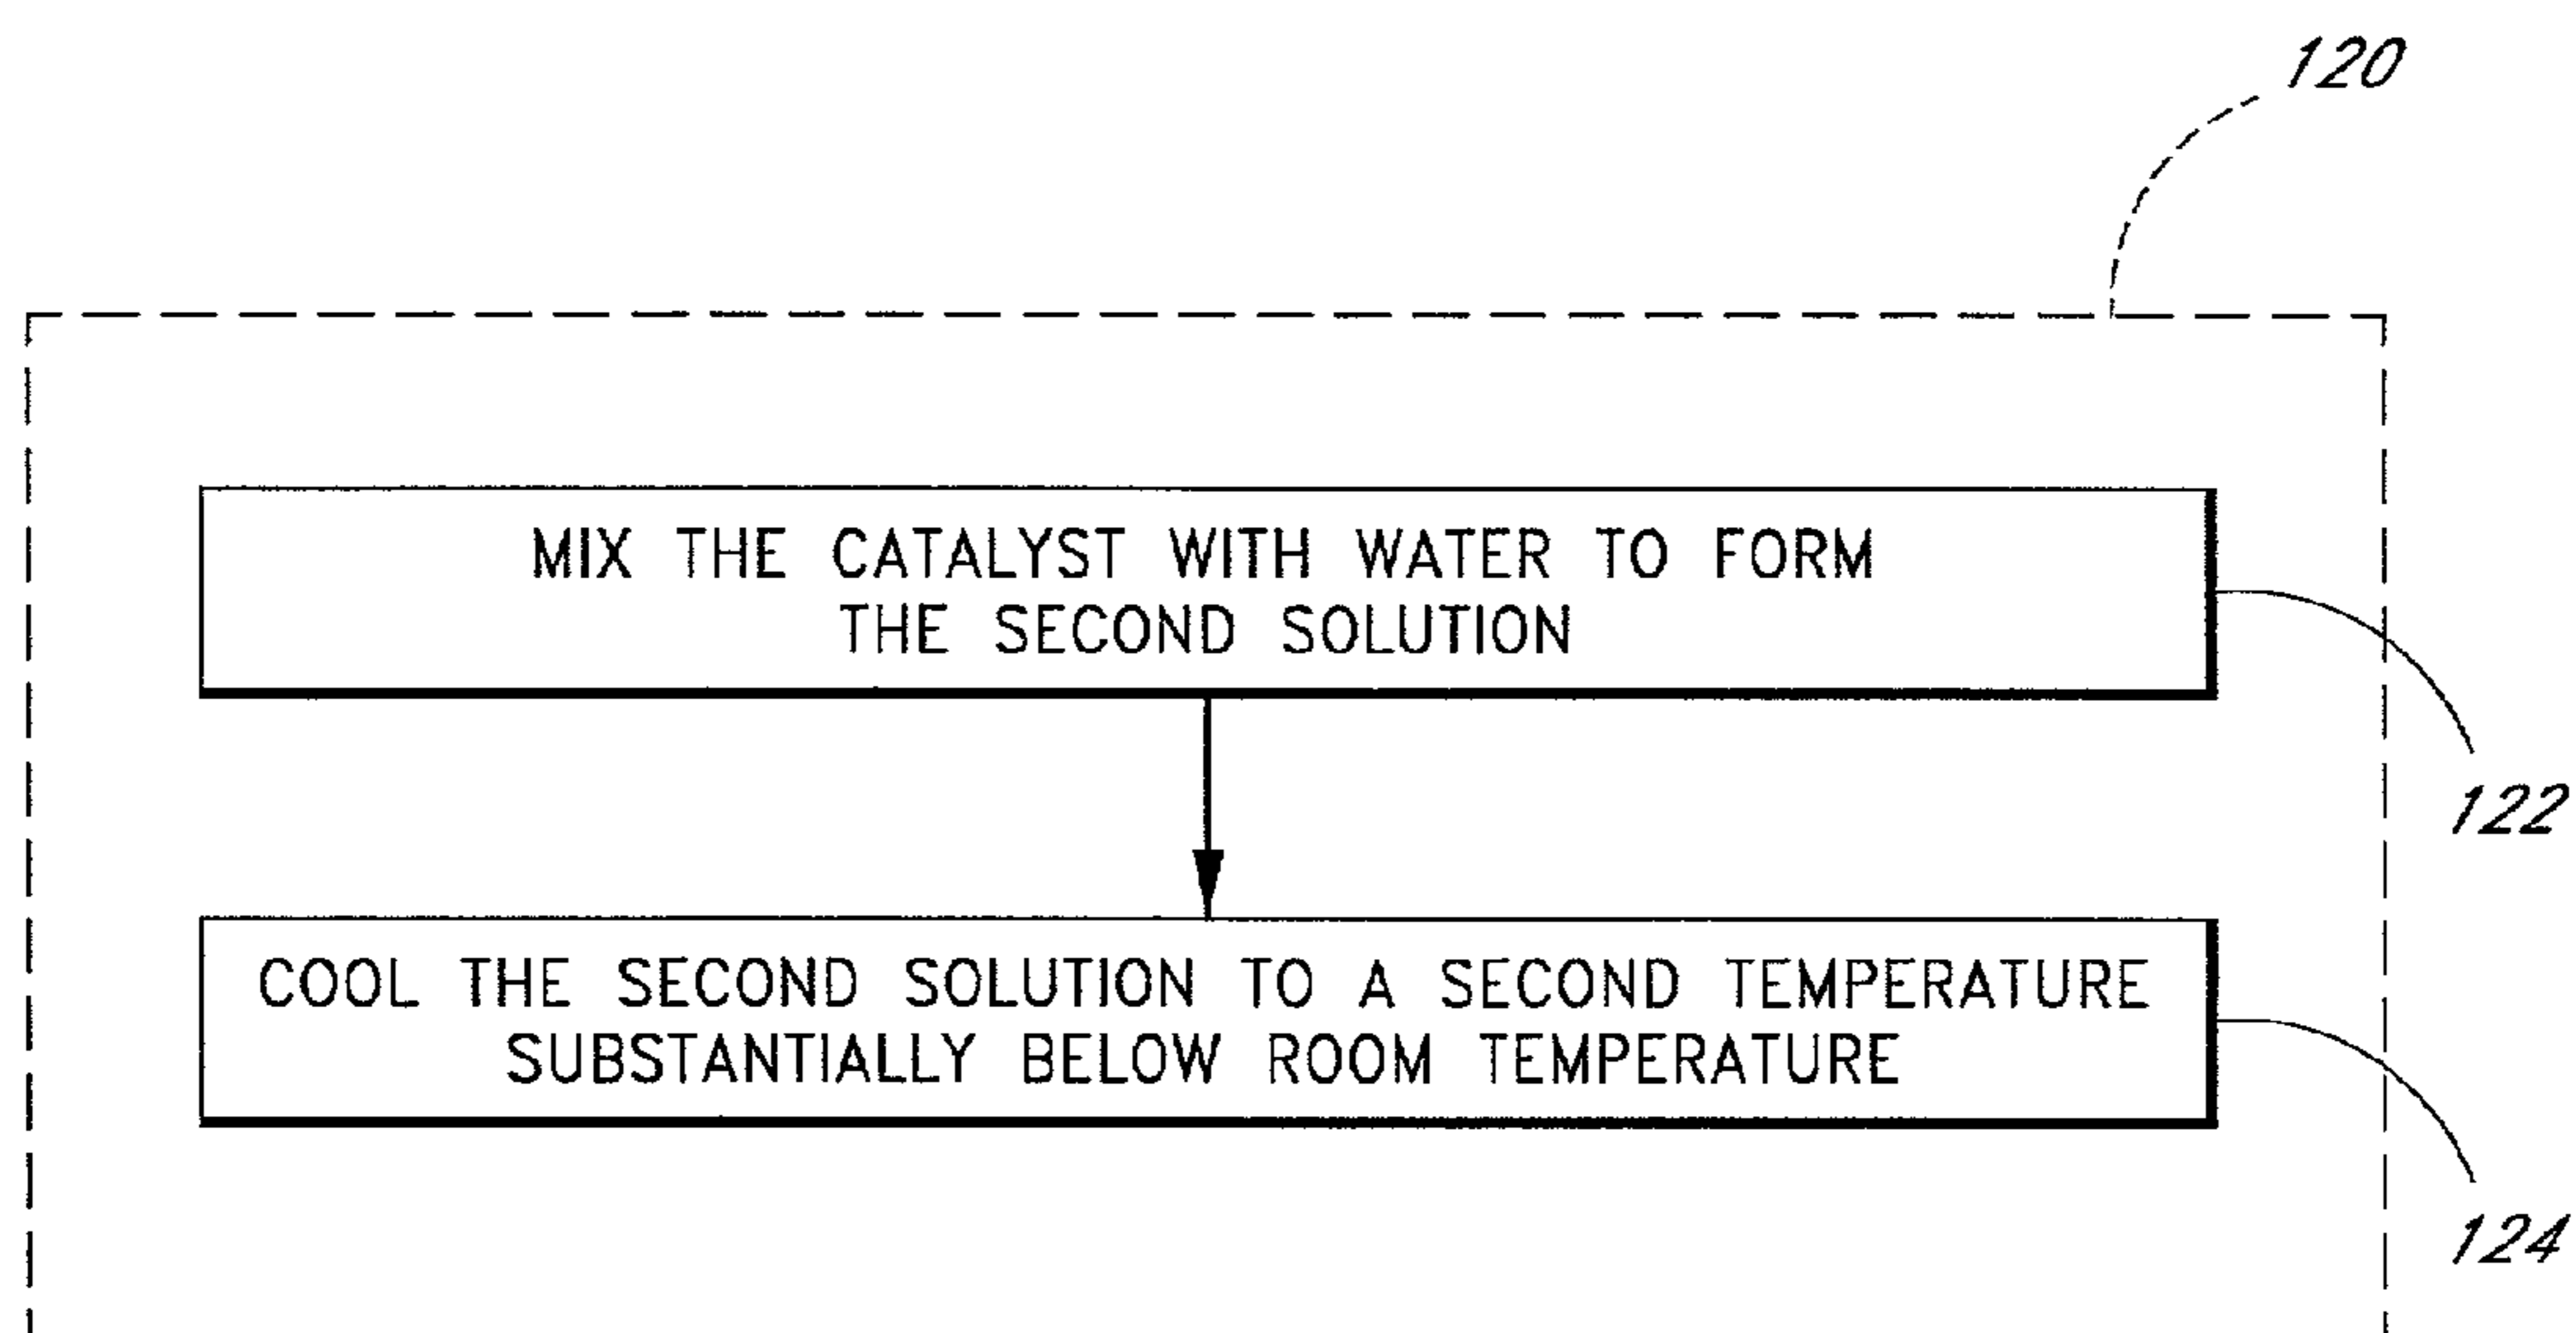 120
MIX THE CATALYST WITH WATER TO FORM
THE SECOND SOLUTION
122
COOL THE SECOND SOLUTION TO A SECOND TEMPERATURE
SUBSTANTIALLY BELOW ROOM TEMPERATURE
124